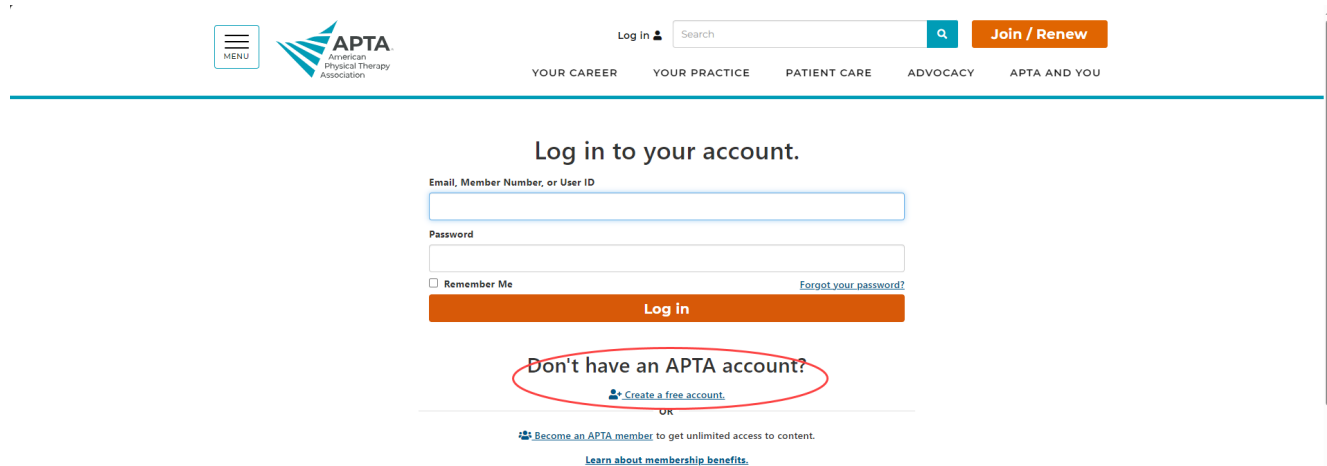 MENU
APTA.
American
Physical Therapy
Association
Log in
Search
Join / Renew
YOUR CAREER YOUR PRACTICE PATIENT CARE ADVOCACY APTA AND YOU
Log in to your account.
Email, Member Number, or User ID
Password
Remember Me Forgot your password?
Log in
Don't have an APTA account?
Create a free account.
OR
Become an APTA member to get unlimited access to content.
Learn about membership benefits.